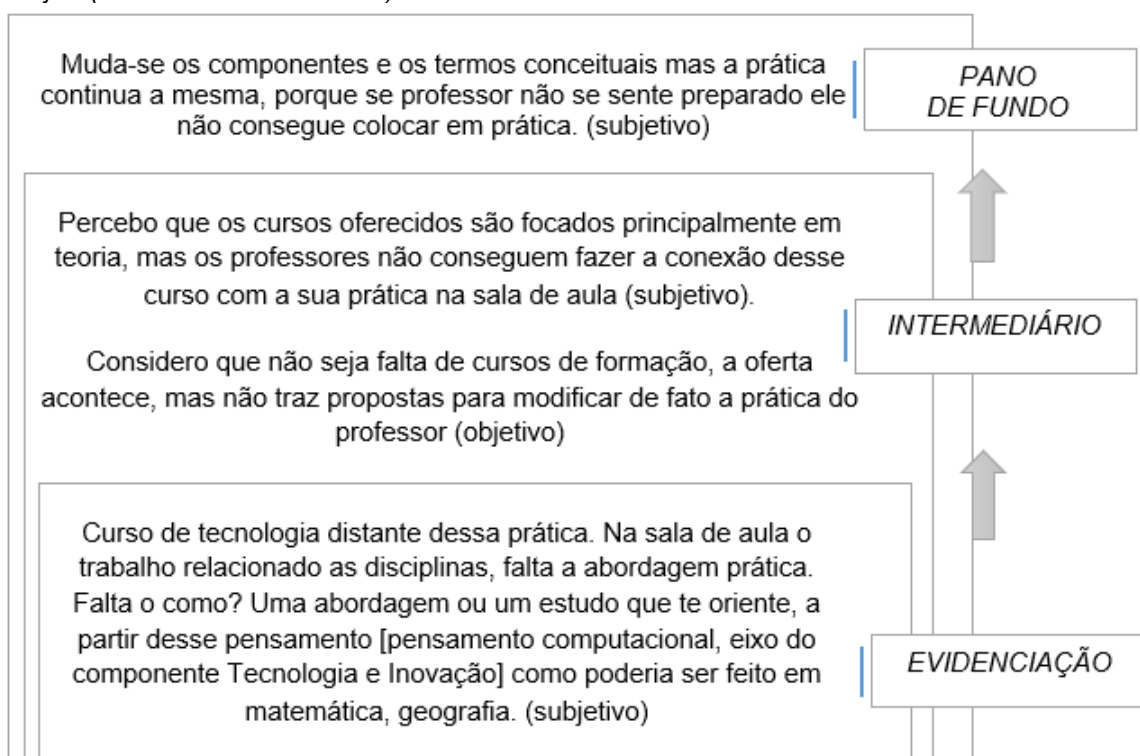 Muda-se os componentes e os termos conceituais mas a prática
continua a mesma, porque se professor não se sente preparado ele
não consegue colocar em prática. (subjetivo)
PANO
DE FUNDO
Percebo que os cursos oferecidos são focados principalmente em
teoria, mas os professores não conseguem fazer a conexão desse
curso com a sua prática na sala de aula (subjetivo).
INTERMEDIÁRIO
Considero que não seja falta de cursos de formação, a oferta
acontece, mas não traz propostas para modificar de fato a prática do
professor (objetivo)
Curso de tecnologia distante dessa prática. Na sala de aula o
trabalho relacionado as disciplinas, falta a abordagem prática.
Falta o como? Uma abordagem ou um estudo que te oriente, a
partir desse pensamento [pensamento computacional, eixo do
componente Tecnologia e Inovação] como poderia ser feito em
matemática, geografia. (subjetivo)
EVIDENCIAÇÃO